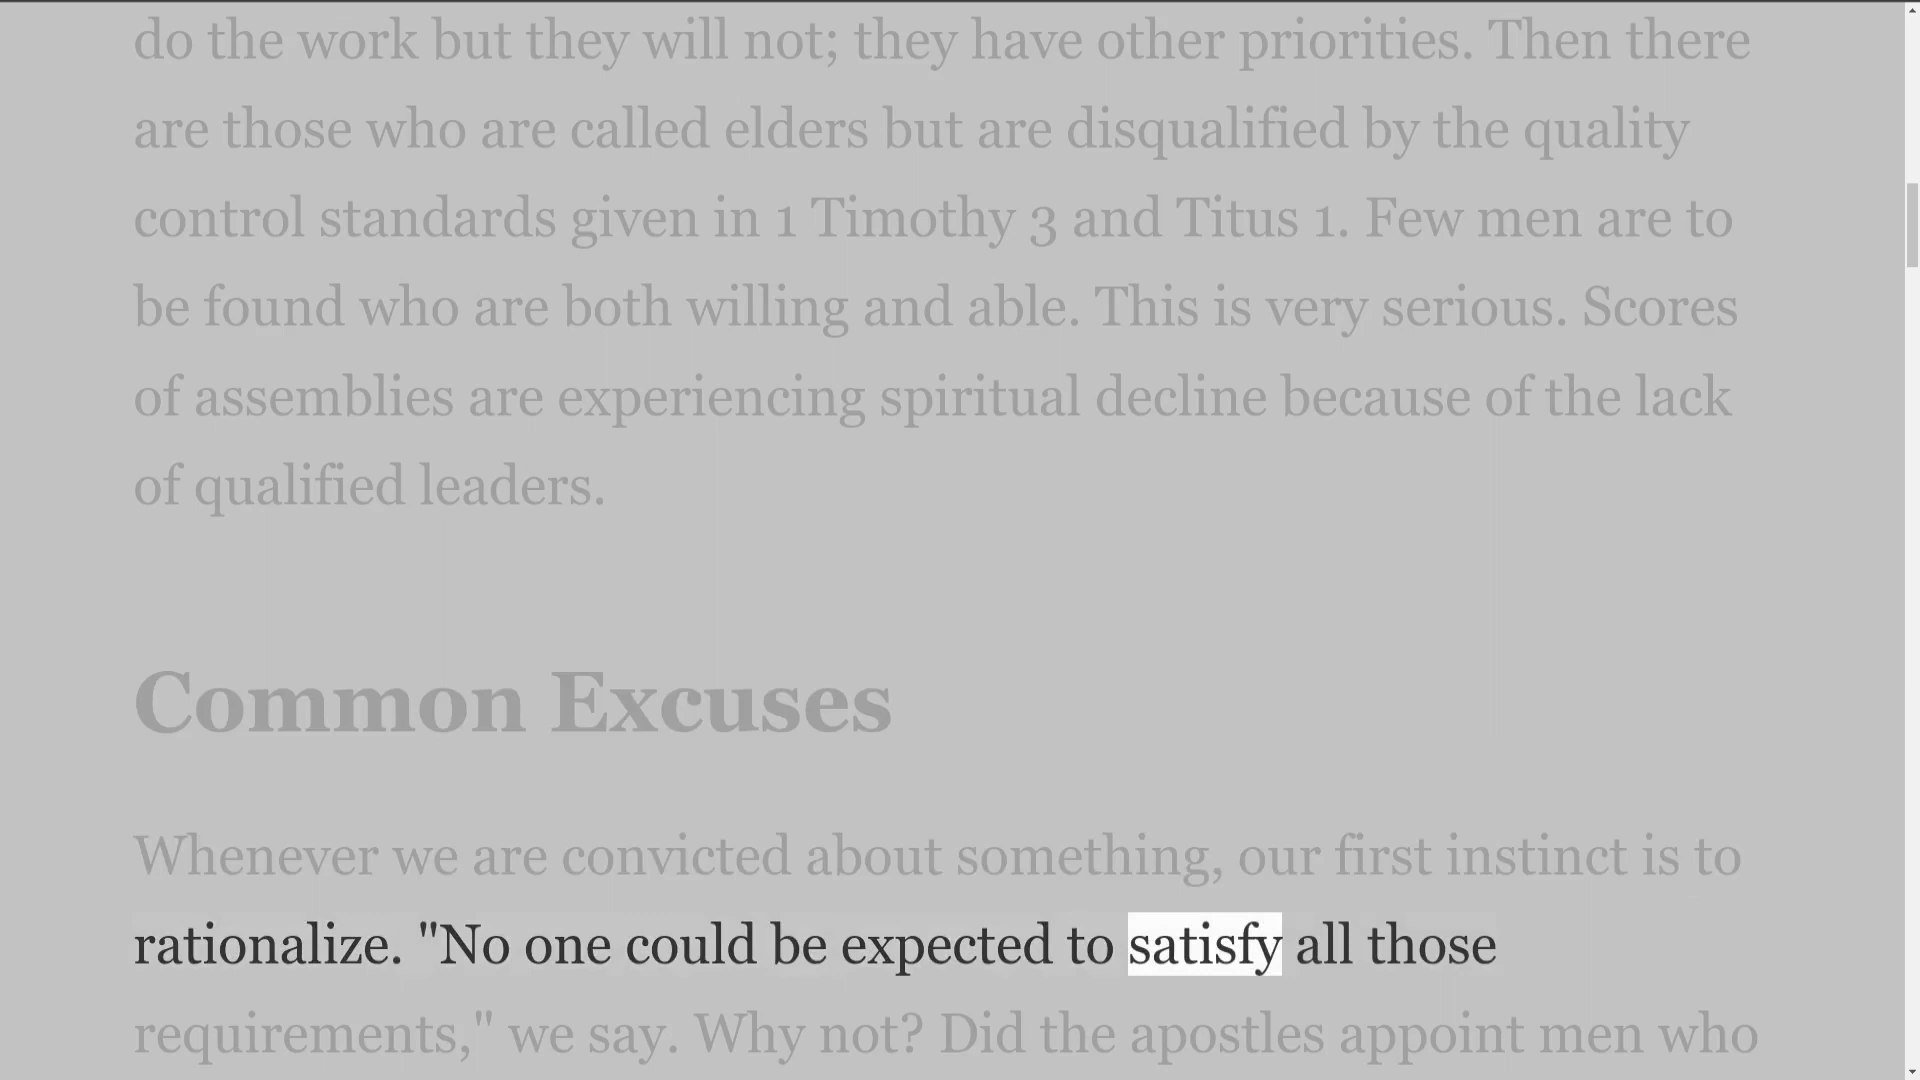 do the work but they will not; they have other priorities. Then there
are those who are called elders but are disqualified by the quality
control standards given in 1 Timothy 3 and Titus 1. Few men are to
be found who are both willing and able. This is very serious. Scores
of assemblies are experiencing spiritual decline because of the lack
of qualified leaders.
Common Excuses
Whenever we are convicted about something, our first instinct is to
rationalize. "No one could be expected to satisfy all those
requirements," we say. Why not? Did the apostles appoint men who